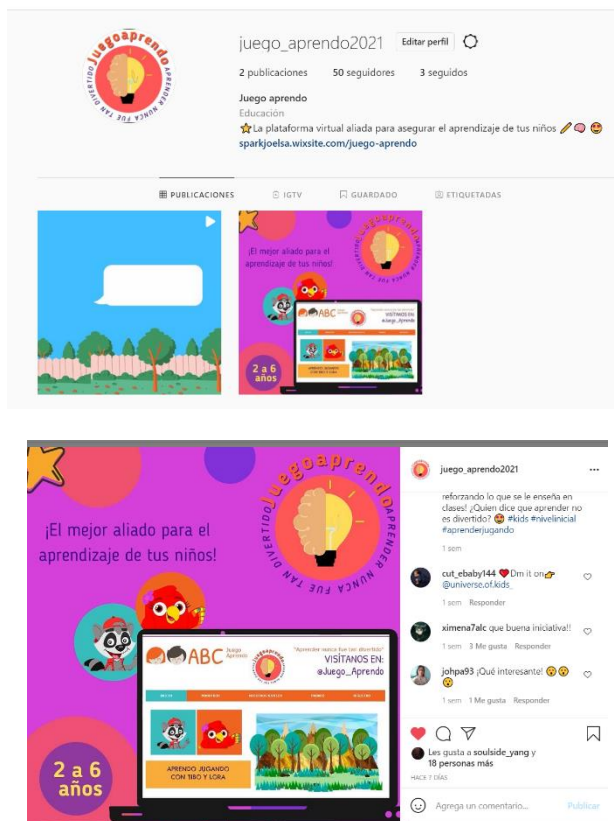 juego_aprendo2021 Editar perfil
2 publicaciones 50 seguidores 3 seguidos
Juego aprendo
Educación
⭐La plataforma virtual aliada para asegurar el aprendizaje de tus niños ✏️🧠 🤩
sparkjoelsa.wixsite.com/juego-aprendo
PUBLICACIONES IGTV GUARDADO ETIQUETADAS
Juegoaprendo
APRENDER NUNCA FUE TAN DIVERTIDO
¡El mejor aliado para el
aprendizaje de tus niños!
Juegoaprendo
APRENDER NUNCA FUE TAN DIVERTIDO
ABC
VISÍTANOS EN:
@Juego_Aprendo
APRENDO JUGANDO
CON TIBO Y LORA
2 a 6
años
¡El mejor aliado para el
aprendizaje de tus niños!
Juegoaprendo
APRENDER NUNCA FUE TAN DIVERTIDO
ABC Juego
Aprendo
"Aprender nunca fue tan divertido"
VISÍTANOS EN:
@Juego_Aprendo
INICIO
APRENDO JUGANDO
CON TIBO Y LORA
2 a 6
años
juego_aprendo2021
reforzando lo que se le enseña en
clases! ¿Quien dice que aprender no
es divertido? 🤩 #kids #nivelinicial
#aprenderjugando
1 sem
cut_ebaby144 ❤️Dm it on👉
@universe.of.kids_
1 sem Responder
ximena7alc que buena iniciativa!!
1 sem 3 Me gusta Responder
johpa93 ¡Qué interesante! 😲😲
😲
1 sem 1 Me gusta Responder
Les gusta a soulside_yang y
18 personas más
HACE 7 DÍAS
Agrega un comentario... Publicar